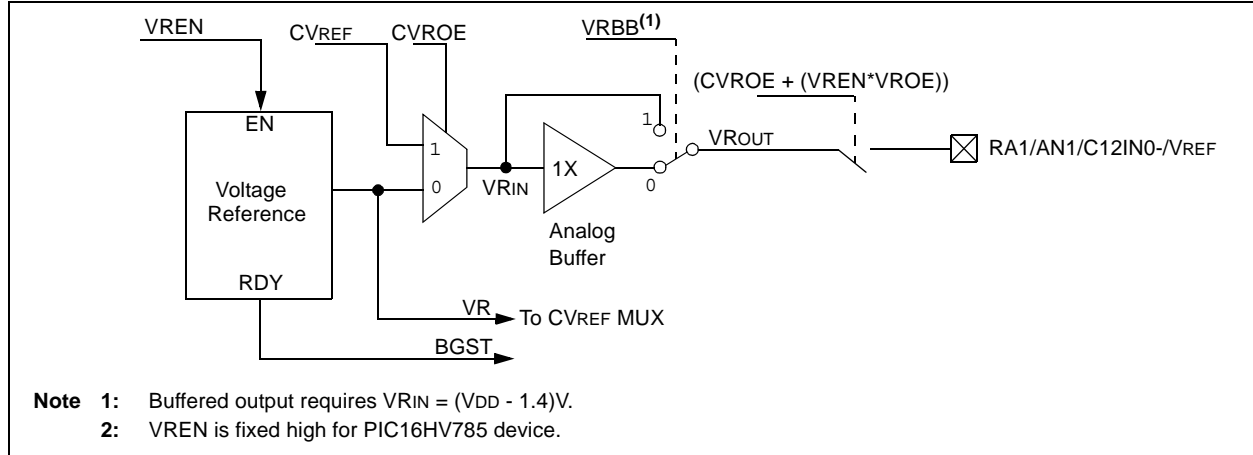 VREN
CVREF
CVROE
VRBB(1)
(CVROE + (VREN*VROE))
EN
1
1
VROUT
RA1/AN1/C12IN0-/VREF
Voltage
Reference
0
VRIN
1X
0
Analog
Buffer
RDY
VR
To CVREF MUX
BGST
Note 1: Buffered output requires VRIN = (VDD - 1.4)V.
2: VREN is fixed high for PIC16HV785 device.